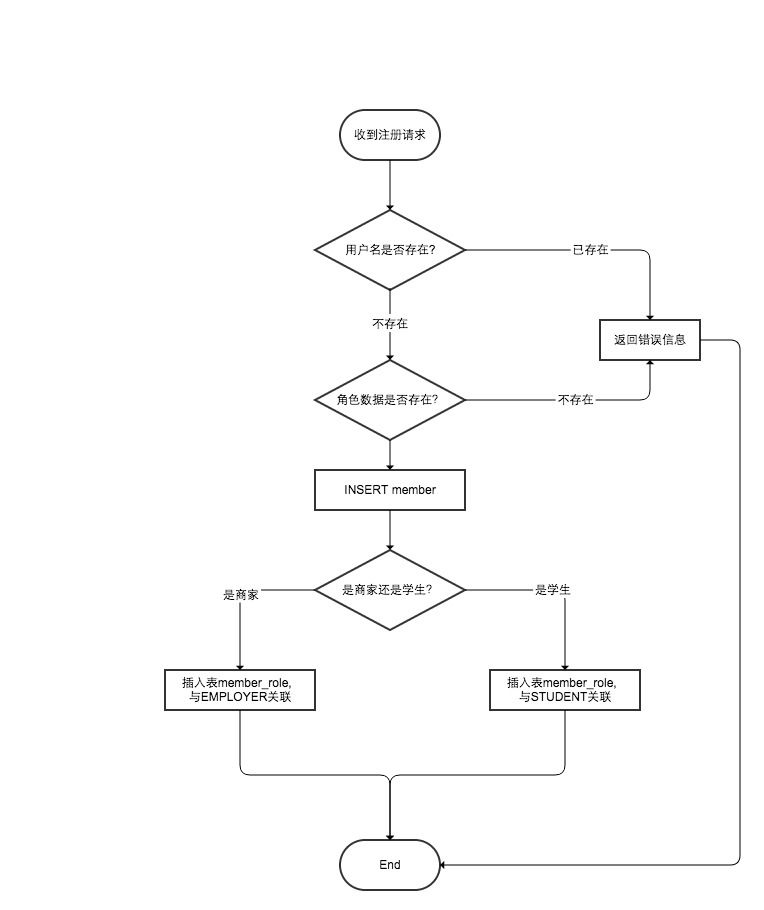 收到注册请求
用户名是否存在?
已存在
不存在
返回错误信息
角色数据是否存在?
不存在
INSERT member
是商家还是学生?
是商家
是学生
插入表member_role,
与EMPLOYER关联
插入表member_role,
与STUDENT关联
End